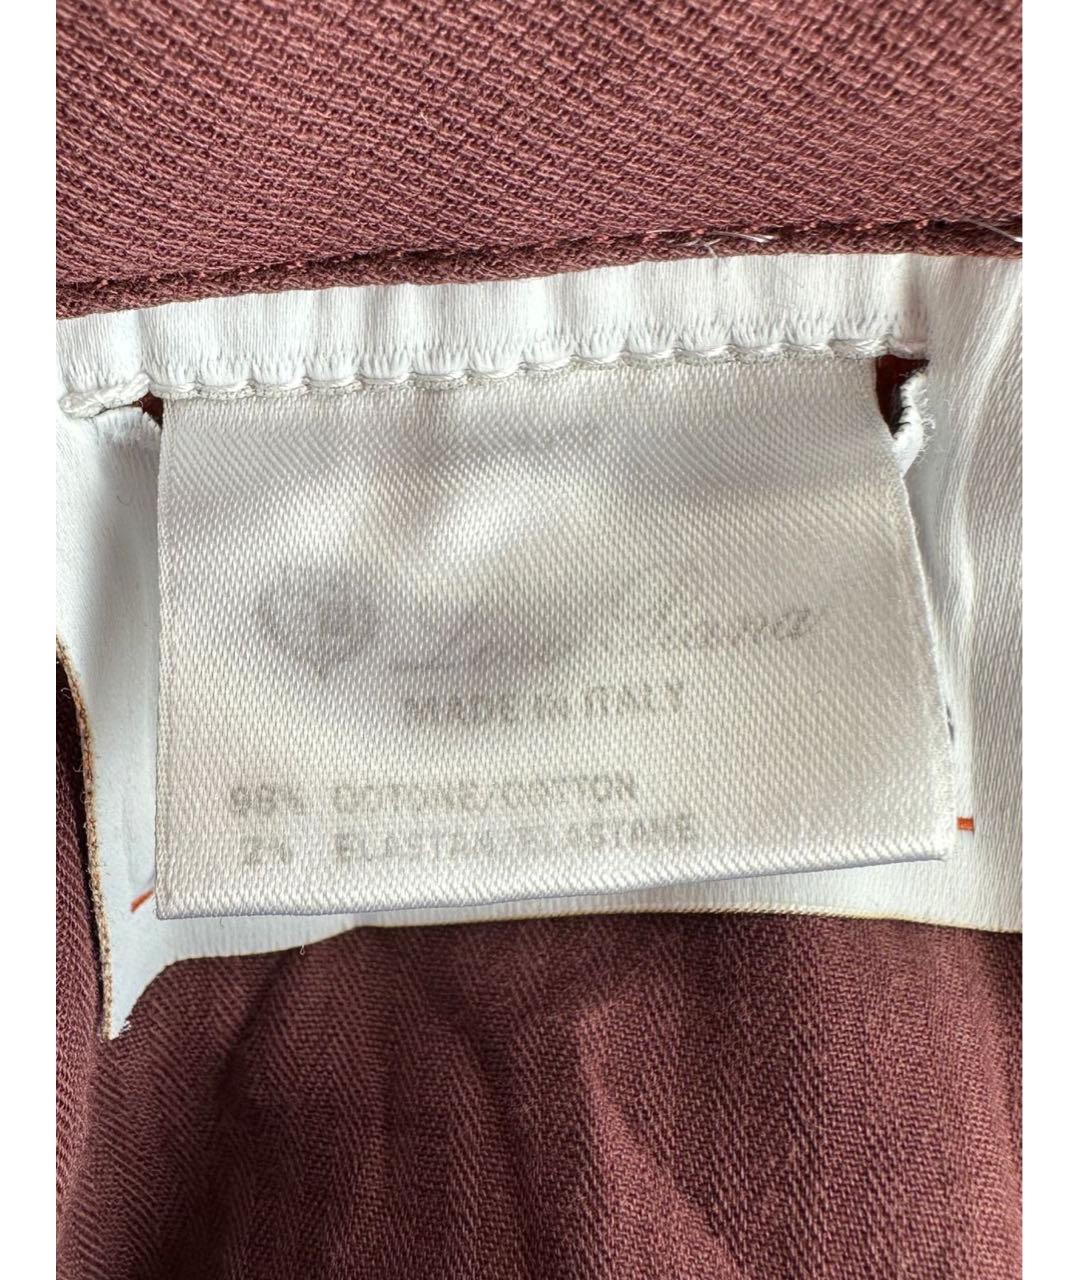 MADE IN ITALY
98% COTONE/COTTON
2% ELASTAN/ELASTANE